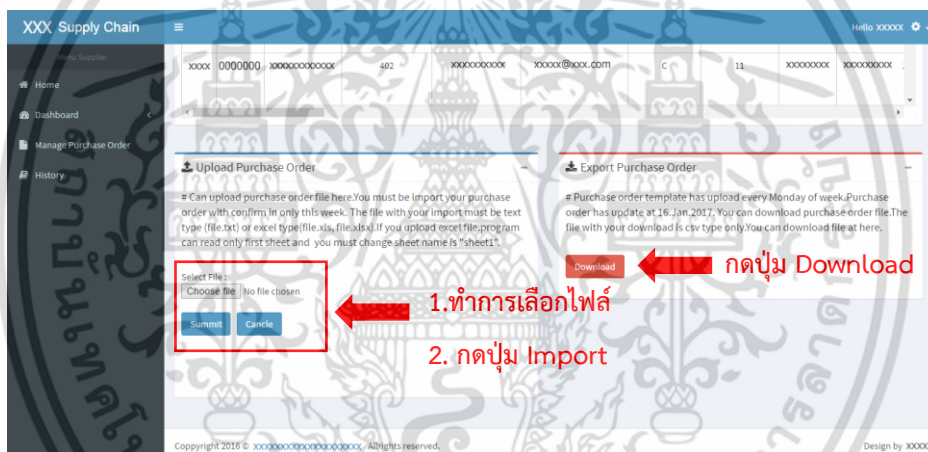 XXX Supply Chain
Hello xxxxx
Menu Supplier
Home
Dashboard
Manage Purchase Order
History
xxxx 0000000 xxxxxxxxxxxx 402 xxxxxxxxxx xxxxx@xxx.com C 11 xxxxxxxx xxxxxxxxx
Upload Purchase Order
# Can upload purchase order file here.You must be import your purchase
order with confirm in only this week. The file with your import must be text
type (file.txt) or excel type(file.xls, file.xlsx).If you upload excel file,program
can read only first sheet and you must change sheet name is "sheet1".
Select File :
Choose file No file chosen
Summit Cancle
1.ทำการเลือกไฟล์
2. กดปุ่ม Import
Export Purchase Order
# Purchase order template has upload every Monday of week.Purchase
order has update at 16.Jan.2017. You can download purchase order file.The
file with your download is csv type only.You can download file at here.
Download
กดปุ่ม Download
Coppyright 2016 © xxxxxxxxxxxxxxxxxxxx. Allrights reserved.
Design by XXXX